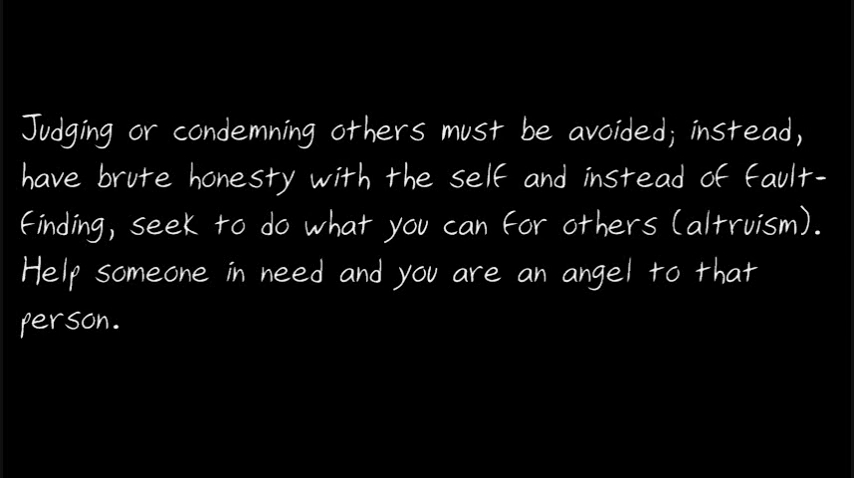 Judging or condemning others must be avoided; instead,
have brute honesty with the self and instead of fault-
finding, seek to do what you can for others (altruism).
Help someone in need and you are an angel to that
person.